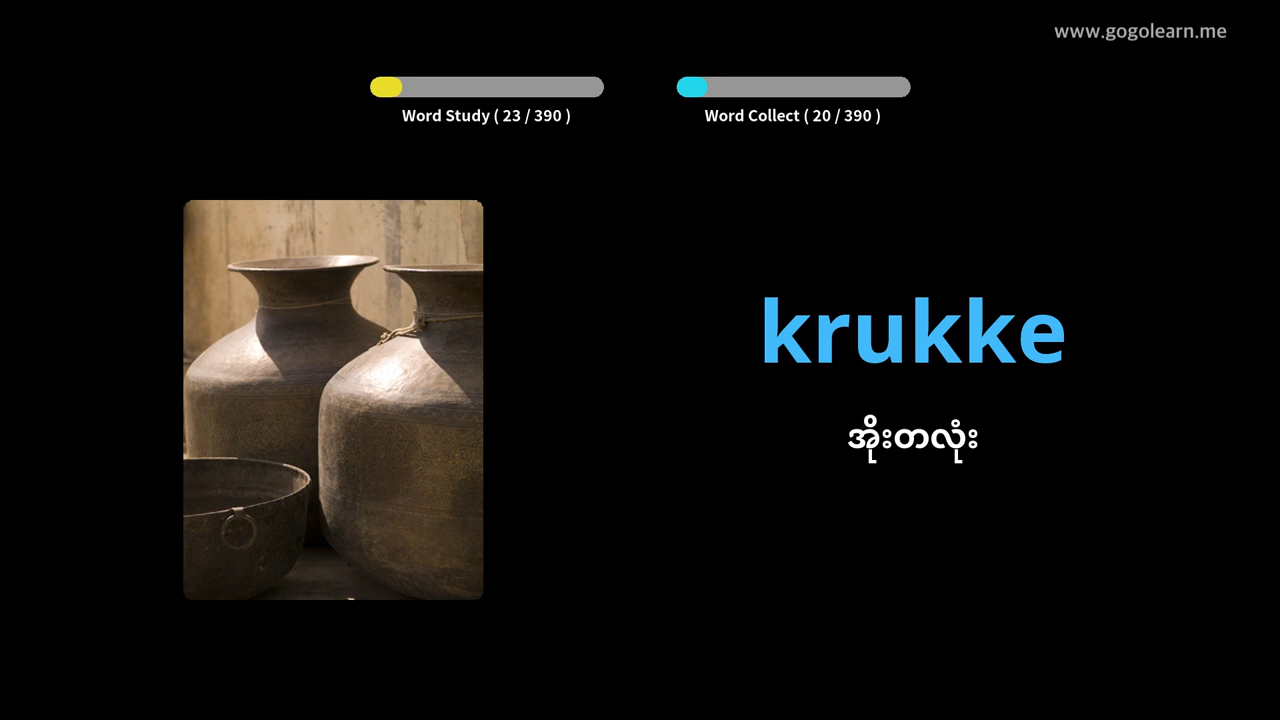 www.gogolearn.me
Word Study ( 23 / 390 )
Word Collect ( 20 / 390 )
krukke
အိုးတလုံး